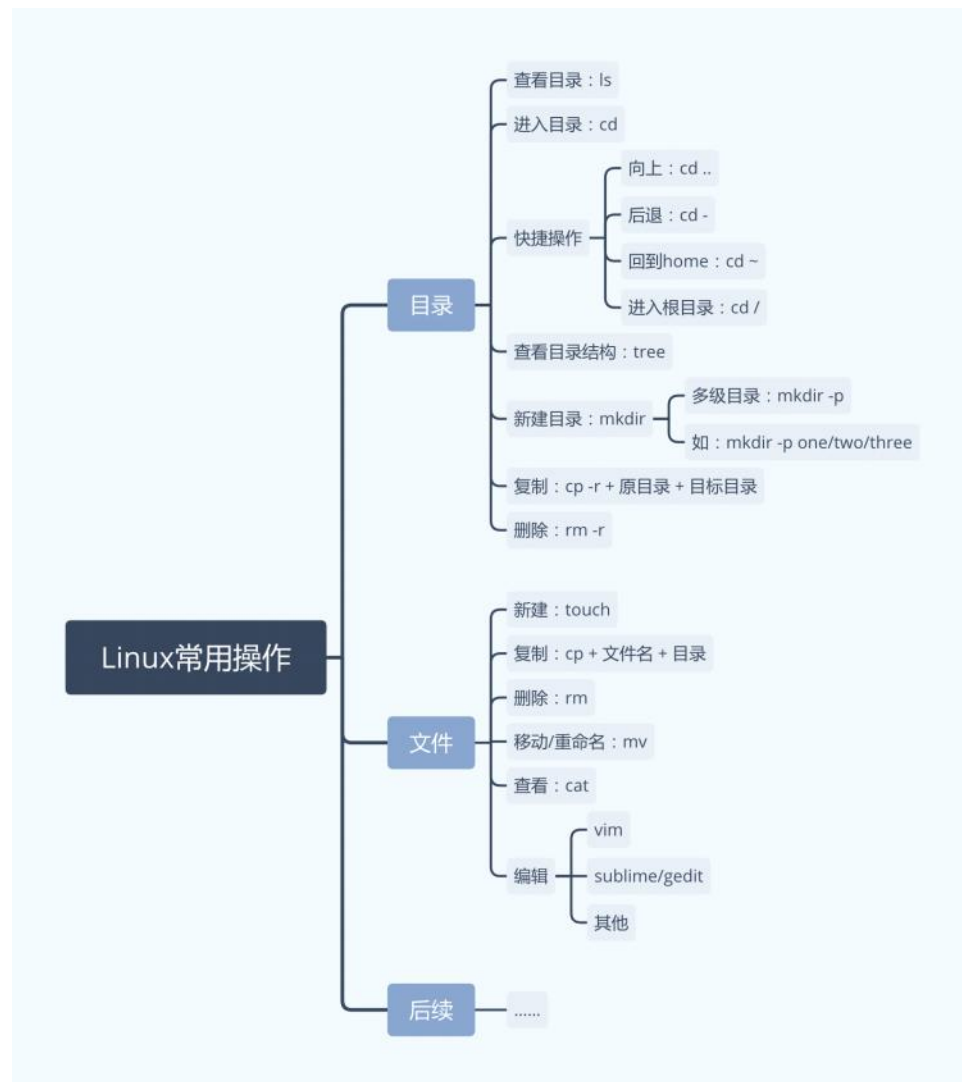 Linux常用操作
目录
查看目录：ls
进入目录：cd
快捷操作
向上：cd ..
后退：cd -
回到home：cd ~
进入根目录：cd /
查看目录结构：tree
新建目录：mkdir
多级目录：mkdir -p
如：mkdir -p one/two/three
复制：cp -r + 原目录 + 目标目录
删除：rm -r
文件
新建：touch
复制：cp + 文件名 + 目录
删除：rm
移动/重命名：mv
查看：cat
编辑
vim
sublime/gedit
其他
后续
......